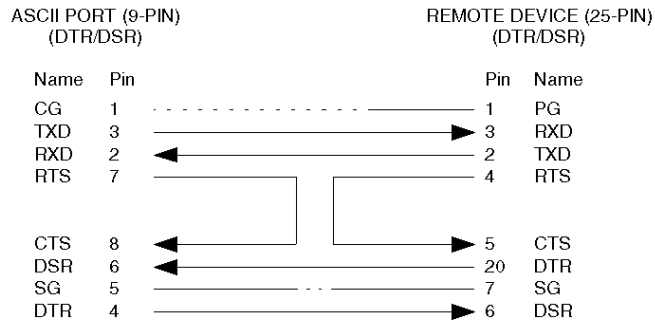 ASCII PORT (9-PIN) REMOTE DEVICE (25-PIN)
(DTR/DSR) (DTR/DSR)
Name Pin Pin Name
CG 1 1 PG
TXD 3 3 RXD
RXD 2 2 TXD
RTS 7 4 RTS
CTS 8 5 CTS
DSR 6 20 DTR
SG 5 7 SG
DTR 4 6 DSR